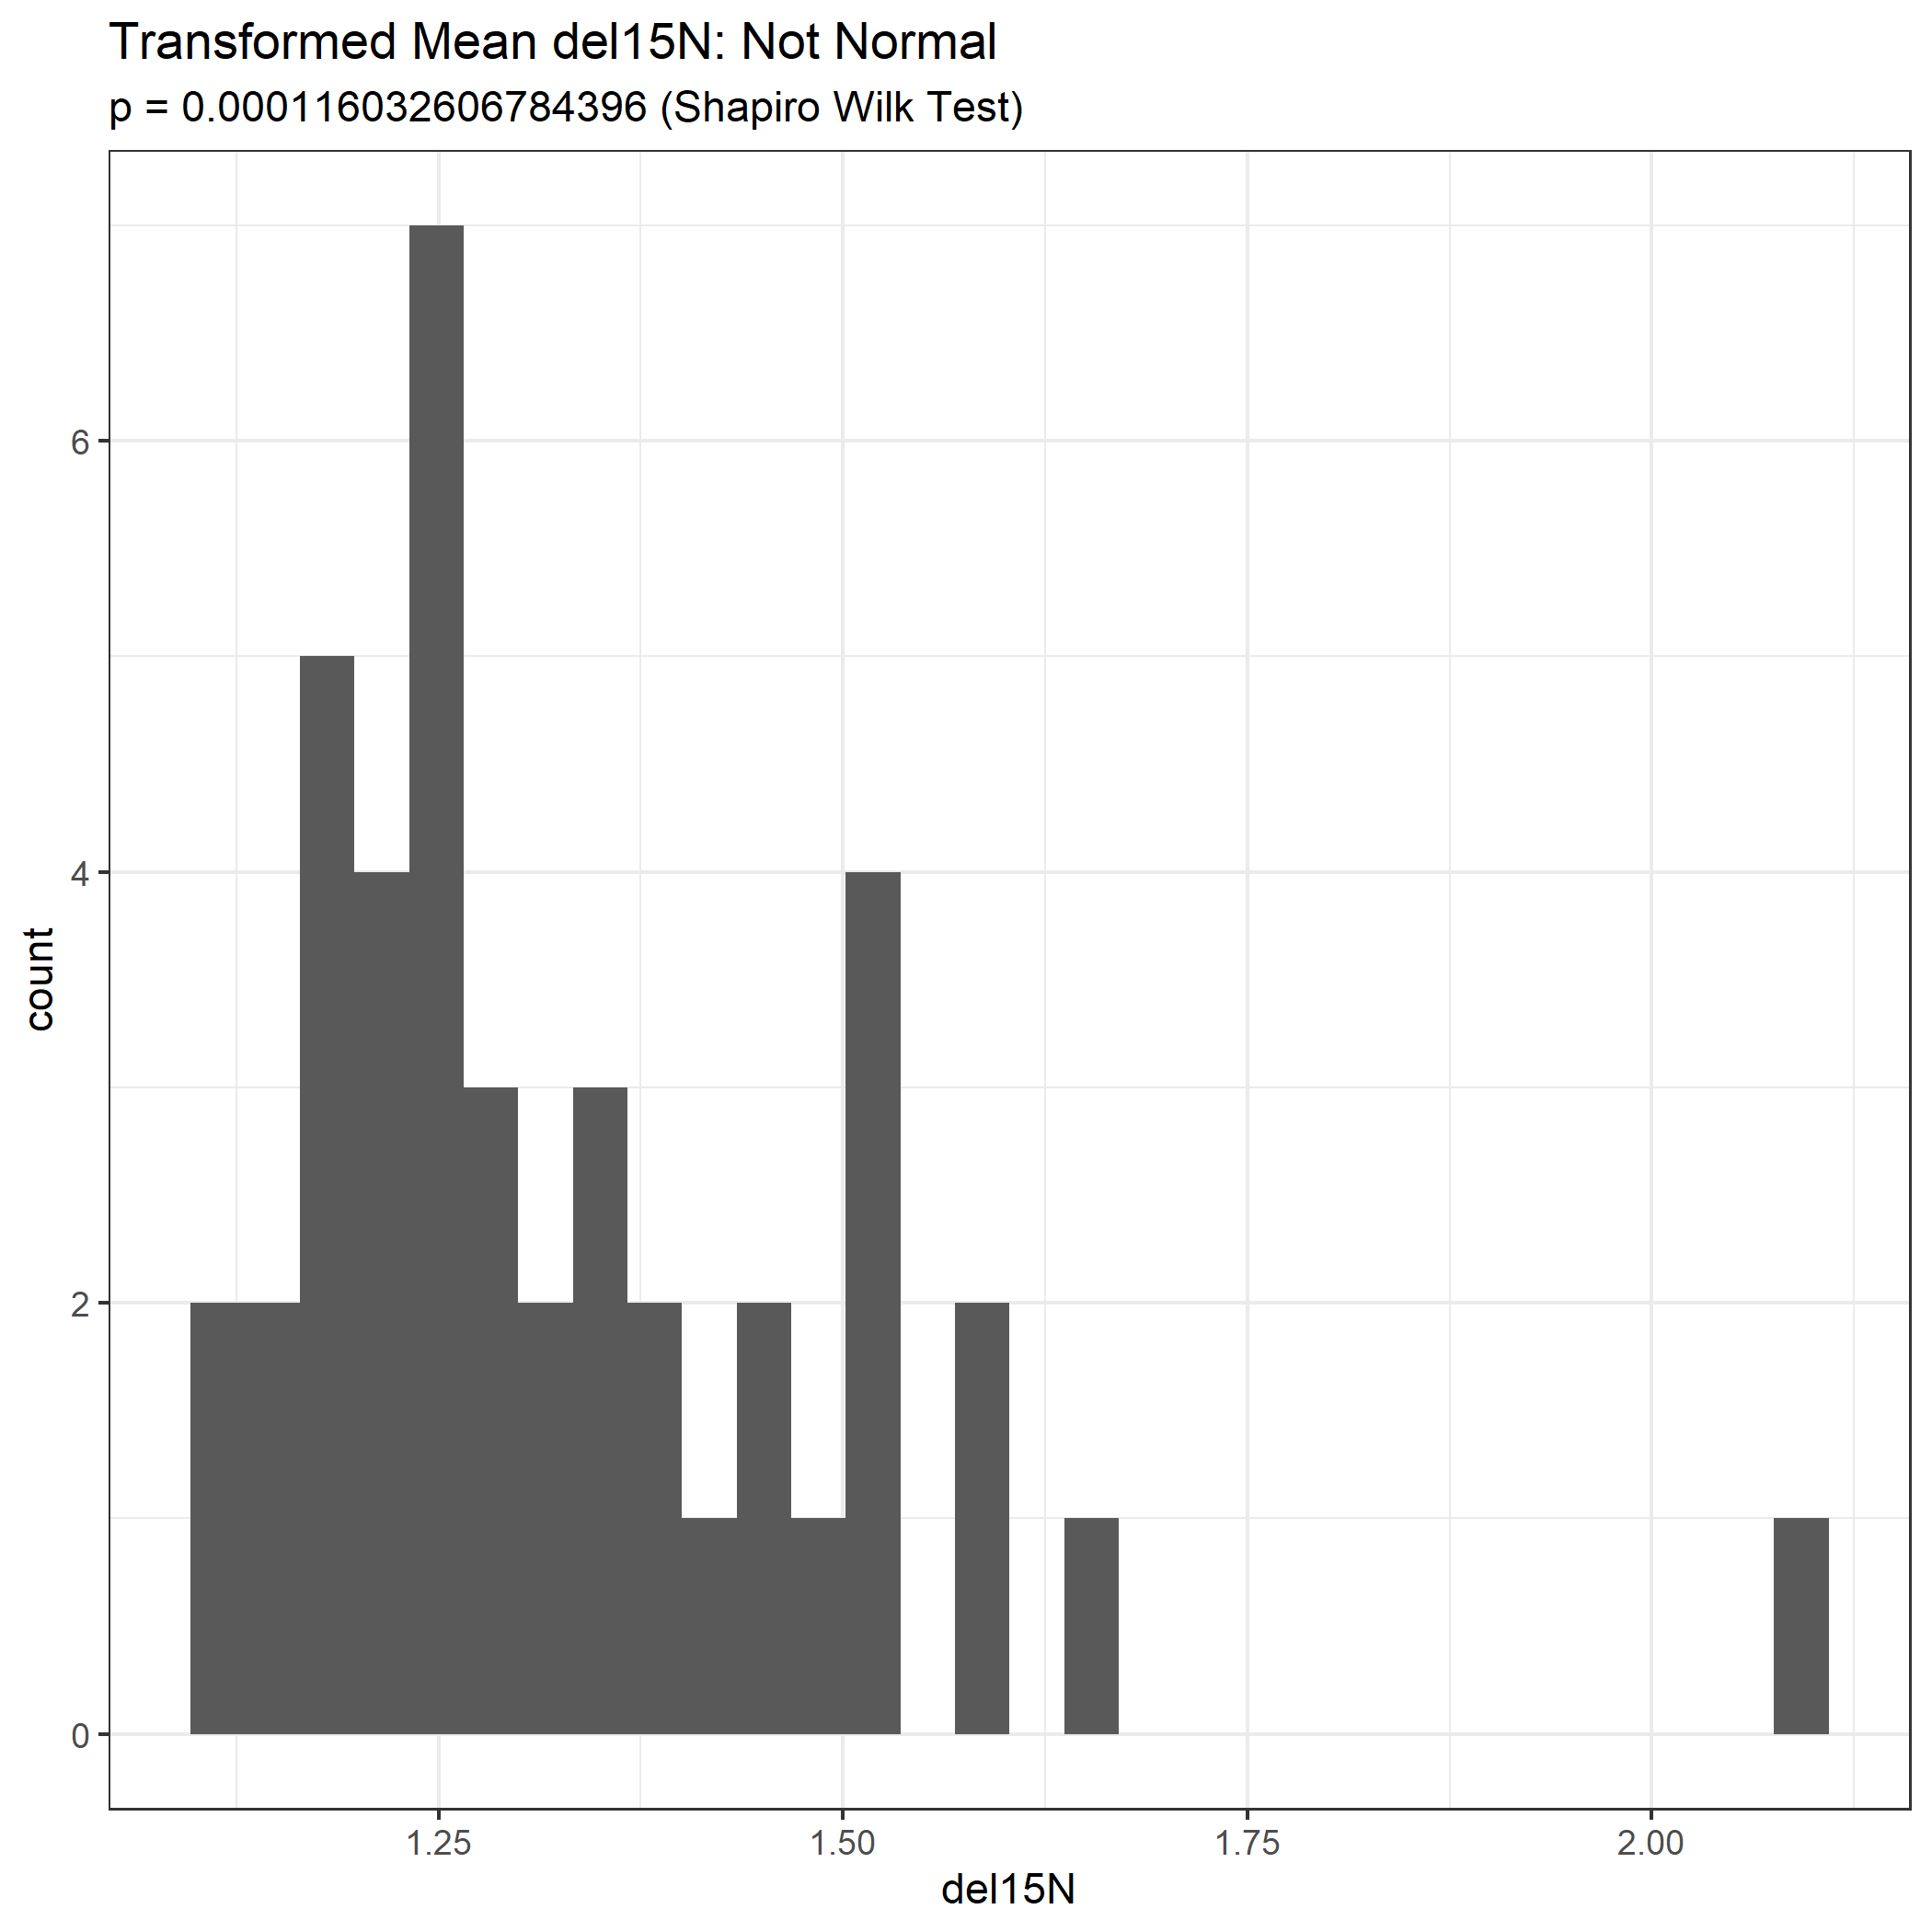 Transformed Mean del15N: Not Normal
p = 0.000116032606784396 (Shapiro Wilk Test)
count
6
4
2
0
1.25 1.50 1.75 2.00
del15N